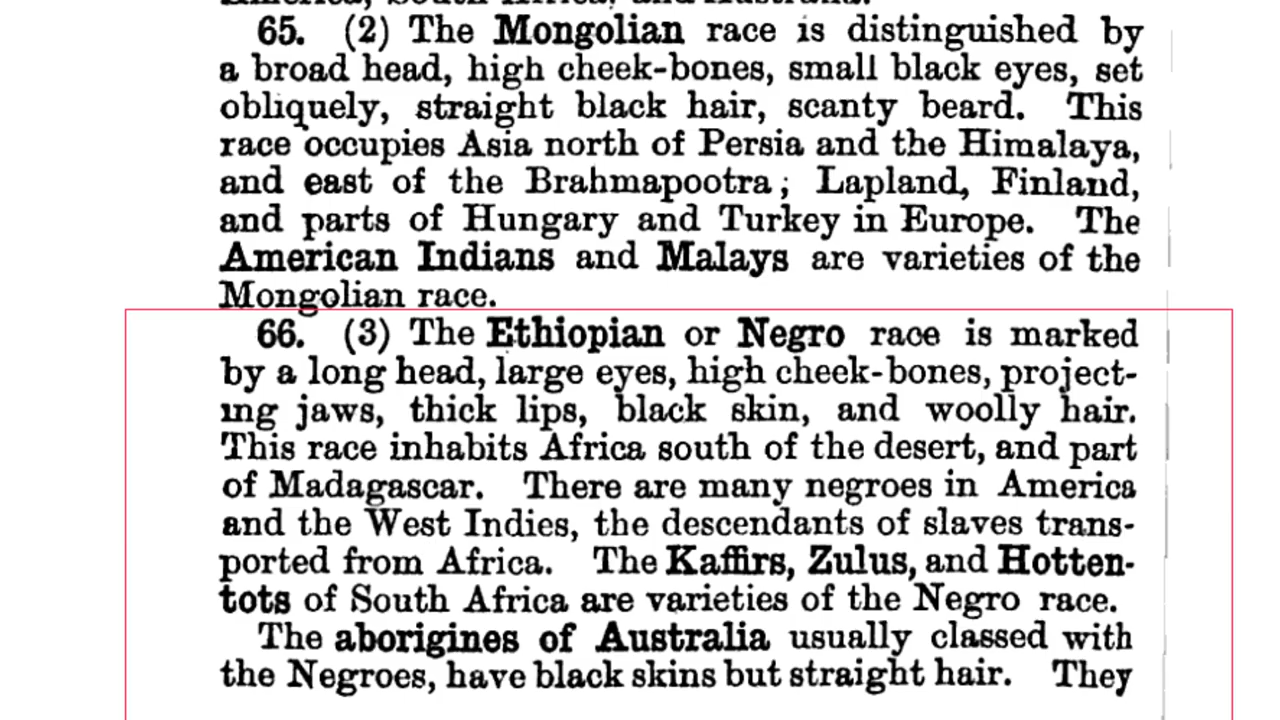 65. (2) The Mongolian race is distinguished by
a broad head, high cheek-bones, small black eyes, set
obliquely, straight black hair, scanty beard. This
race occupies Asia north of Persia and the Himalaya,
and east of the Brahmapootra; Lapland, Finland,
and parts of Hungary and Turkey in Europe. The
American Indians and Malays are varieties of the
Mongolian race.
66. (3) The Ethiopian or Negro race is marked
by a long head, large eyes, high cheek-bones, project-
ing jaws, thick lips, black skin, and woolly hair.
This race inhabits Africa south of the desert, and part
of Madagascar. There are many negroes in America
and the West Indies, the descendants of slaves trans-
ported from Africa. The Kaffirs, Zulus, and Hotten-
tots of South Africa are varieties of the Negro race.
The aborigines of Australia usually classed with
the Negroes, have black skins but straight hair. They